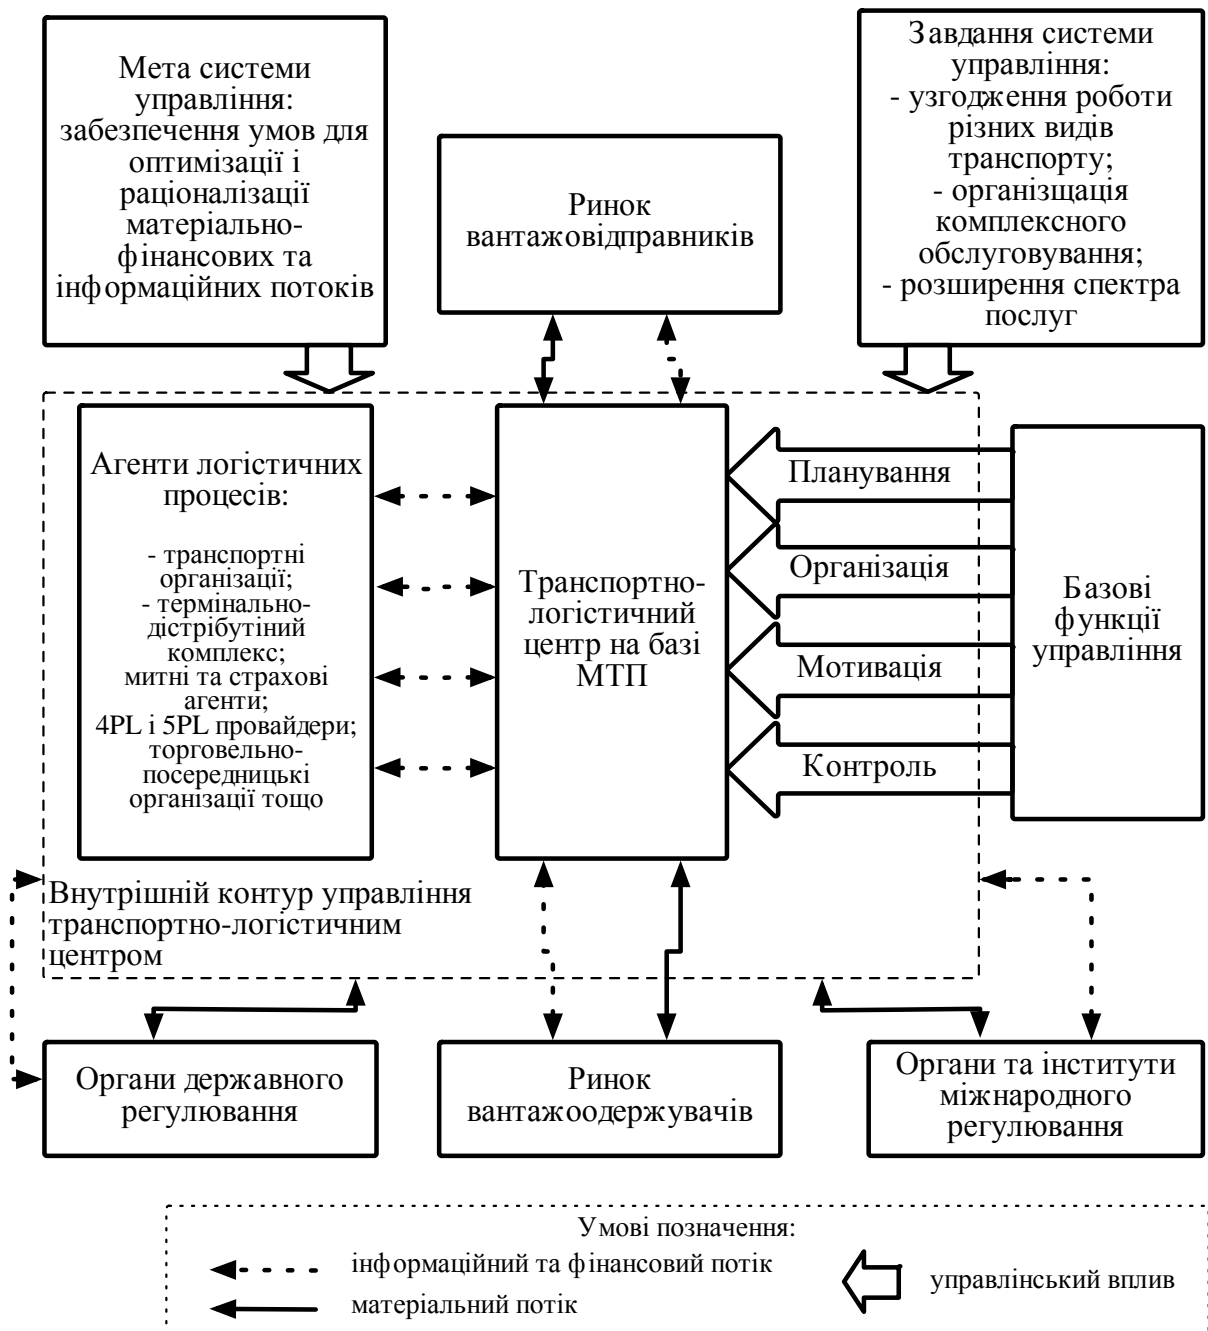 Мета системи
управління:
забезпечення умов для
оптимізації і
раціоналізації
матеріально-
фінансових та
інформаційних потоків
Ринок
вантажовідправників
Завдання системи
управління:
- узгодження роботи
різних видів
транспорту;
- організщація
комплексного
обслуговування;
- розширення спектра
послуг
Агенти логістичних
процесів:
- транспортні
організації;
- термінально-
дістрібутіний
комплекс;
митні та страхові
агенти;
4PL і 5PL провайдери;
торговельно-
посередницькі
організації тощо
Транспортно-
логістичний
центр на базі
МТП
Планування
Організація
Мотивація
Контроль
Базові
функції
управління
Внутрішній контур управління
транспортно-логістичним
центром
Органи державного
регулювання
Ринок
вантажоодержувачів
Органи та інститути
міжнародного
регулювання
Умові позначення:
інформаційний та фінансовий потік
матеріальний потік
управлінський вплив